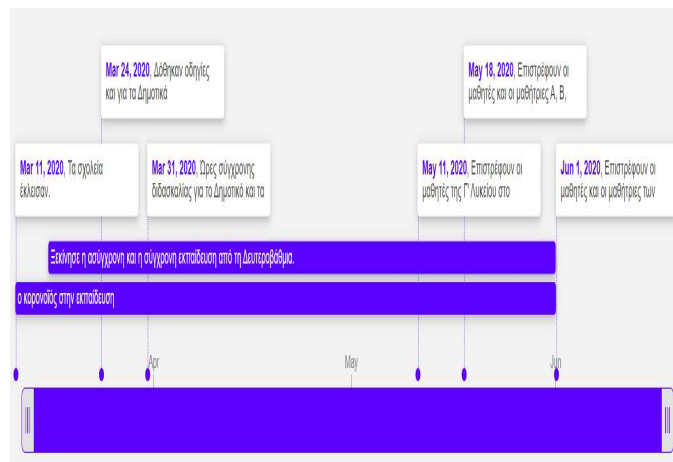 Mar 24, 2020, Δόθηκαν οδηγίες
και για τα Δημοτικά
May 18, 2020, Επιστρέφουν οι
μαθητές και οι μαθήτριες Α, Β,
Mar 11, 2020, Τα σχολεία
έκλεισαν.
Mar 31, 2020, Ώρες σύγχρονης
διδασκαλίας για το Δημοτικό και τα
May 11, 2020, Επιστρέφουν οι
μαθητές της Γ' Λυκείου στο
Jun 1, 2020, Επιστρέφουν οι
μαθητές και οι μαθήτριες των
Ξεκίνησε η ασύγχρονη και η σύγχρονη εκπαίδευση από τη Δευτεροβάθμια.
ο κορονοϊός στην εκπαίδευση
Apr
May
Jun